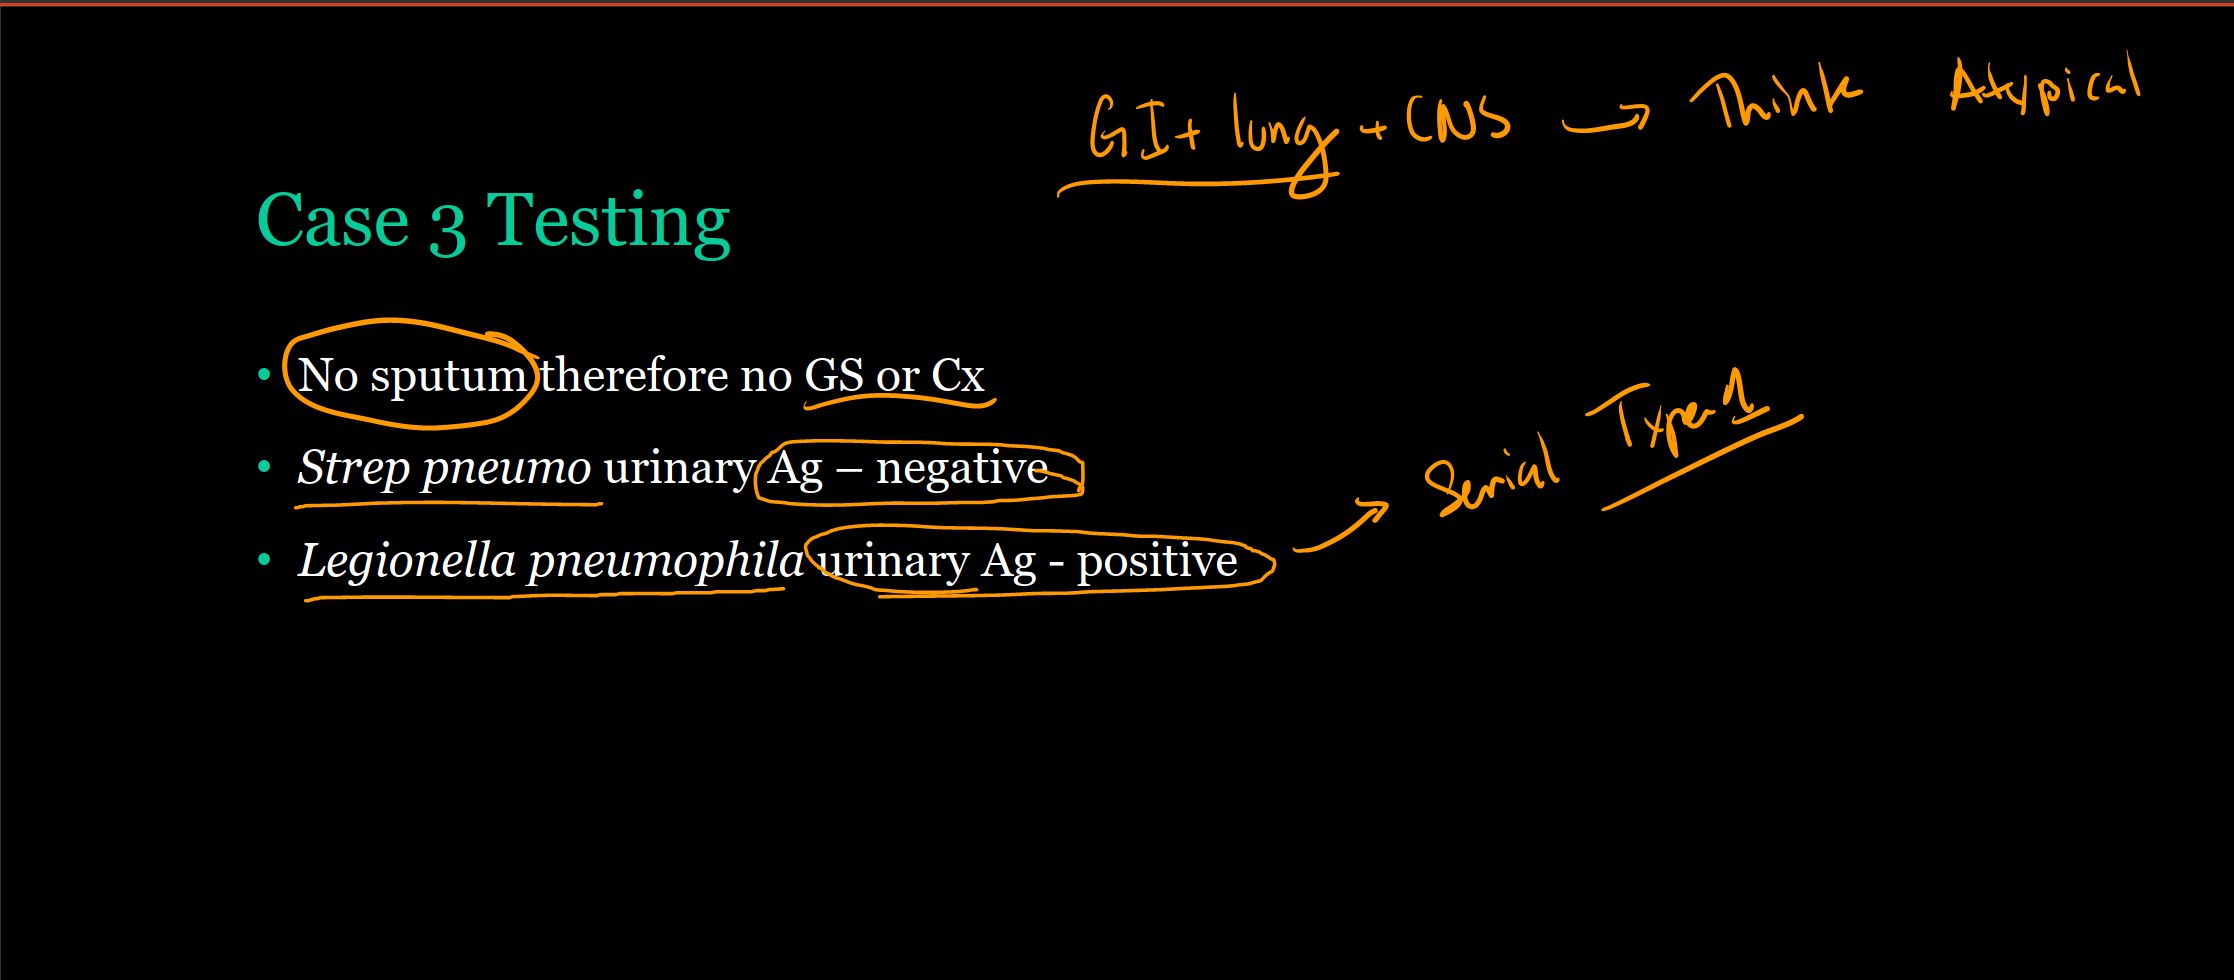 GI + lung + CNS → Think Atypical
Case 3 Testing
• No sputum therefore no GS or Cx
• Strep pneumo urinary Ag – negative
• Legionella pneumophila urinary Ag - positive
→ Serial Type 1